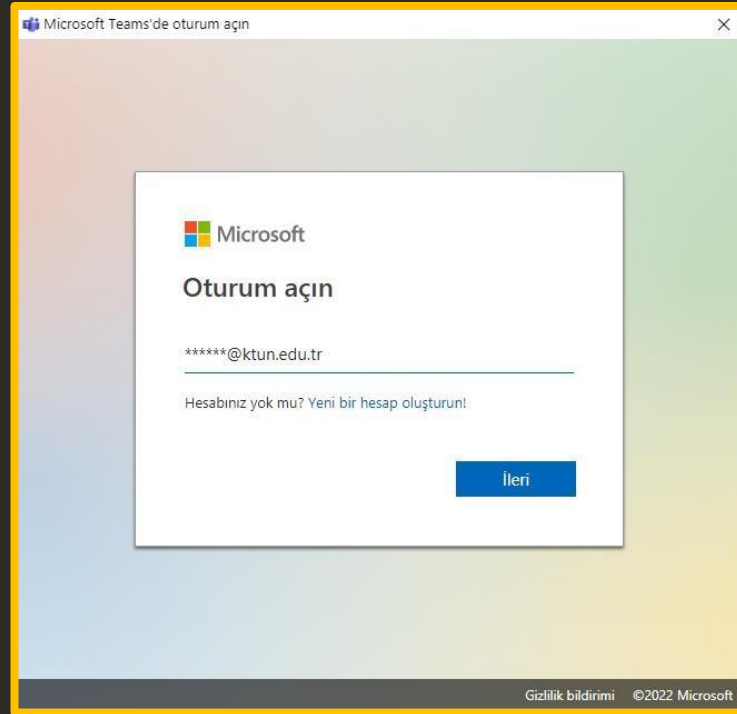 Microsoft Teams'de oturum açın
Microsoft
Oturum açın
******@ktun.edu.tr
Hesabınız yok mu? Yeni bir hesap oluşturun!
İleri
Gizlilik bildirimi ©2022 Microsoft